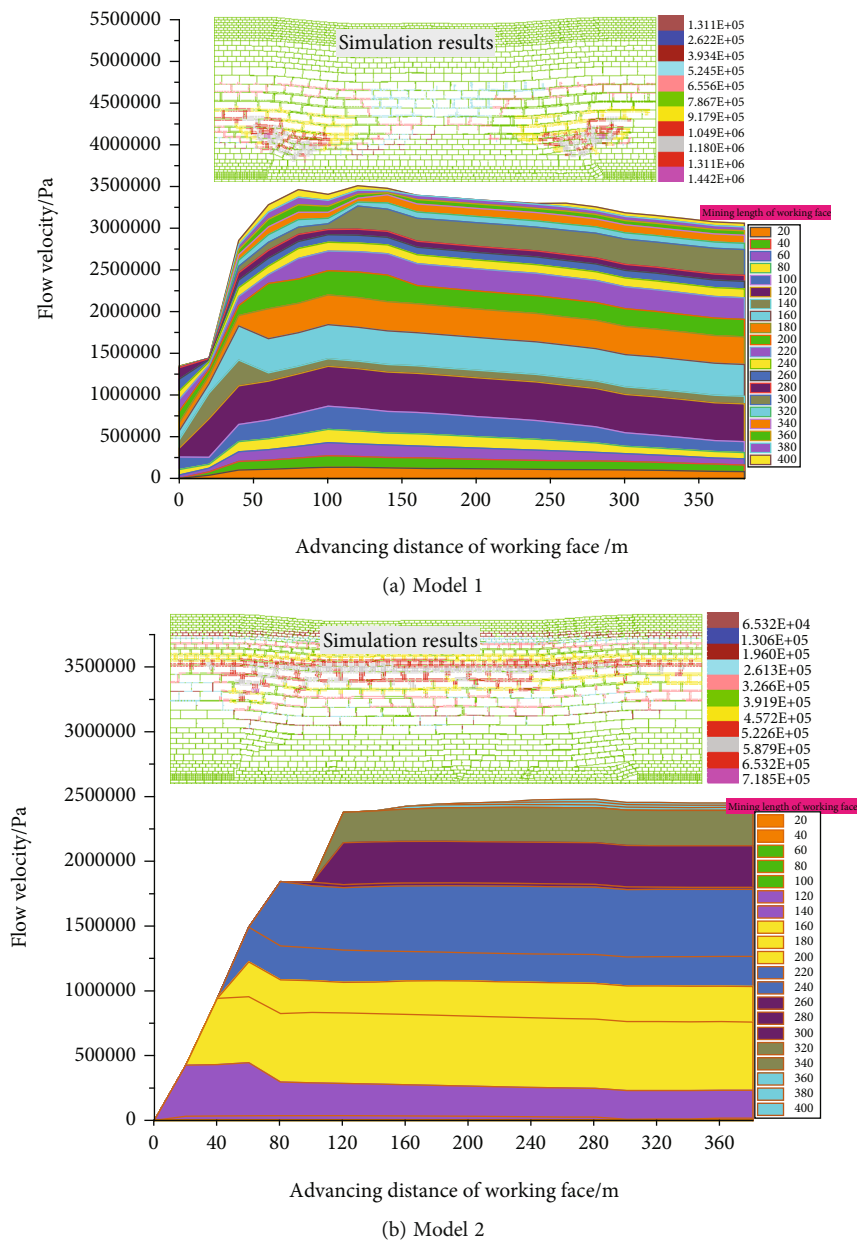 5500000
5000000
4500000
4000000
3500000
3000000
2500000
2000000
1500000
1000000
500000
0
Flow velocity/Pa
Simulation results
1.311E+05
2.622E+05
3.934E+05
5.245E+05
6.556E+05
7.867E+05
9.179E+05
1.049E+06
1.180E+06
1.311E+06
1.442E+06
Mining length of working face
20
40
60
80
100
120
140
160
180
200
220
240
260
280
300
320
340
360
380
400
0 50 100 150 200 250 300 350
Advancing distance of working face /m
(a) Model 1
3500000
3000000
2500000
2000000
1500000
1000000
500000
0
Flow velocity/Pa
Simulation results
6.532E+04
1.306E+05
1.960E+05
2.613E+05
3.266E+05
3.919E+05
4.572E+05
5.226E+05
5.879E+05
6.532E+05
7.185E+05
Mining length of working face
20
40
60
80
100
120
140
160
180
200
220
240
260
280
300
320
340
360
380
400
0 40 80 120 160 200 240 280 320 360
Advancing distance of working face/m
(b) Model 2